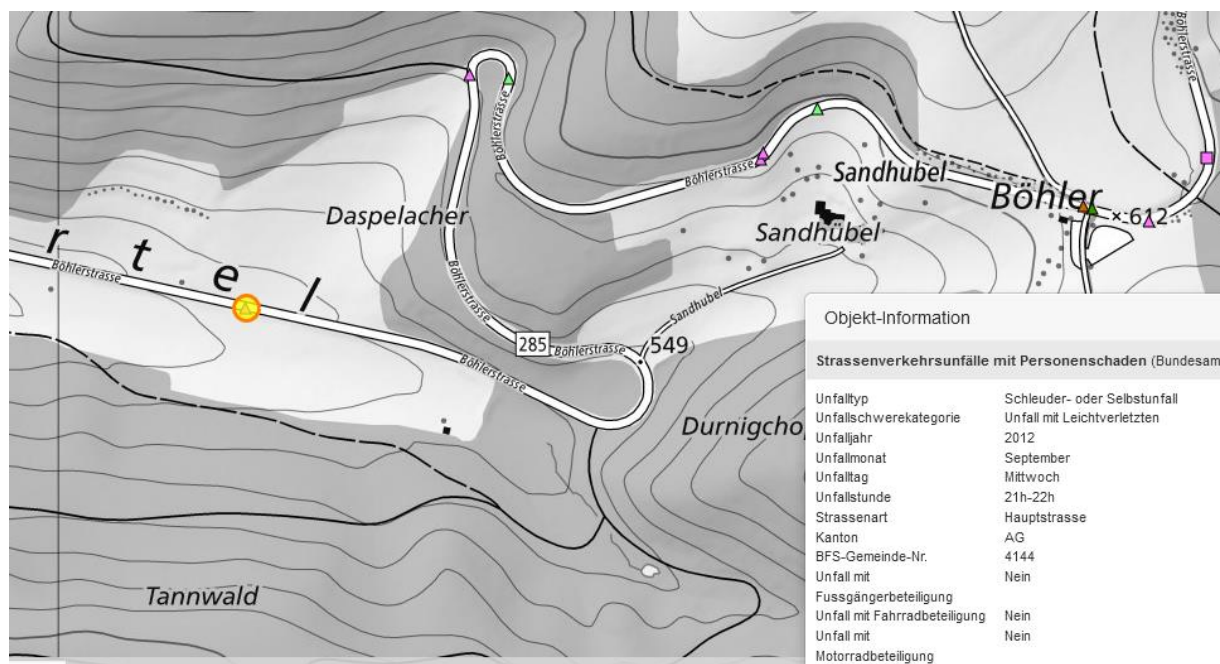 Böhlerstrasse
Böhlerstrasse
Böhlerstrasse
Böhlerstrasse
Sandhubel
Böhler
×612
Daspelacher
Sandhübel
r t e l
Böhlerstrasse
Böhlerstrasse
Sandhubel
285
Böhlerstrasse
549
Böhlerstrasse
Durnigcho
Tannwald
Objekt-Information
Strassenverkehrsunfälle mit Personenschaden (Bundesam
Unfalltyp Schleuder- oder Selbstunfall
Unfallschwerekategorie Unfall mit Leichtverletzten
Unfalljahr 2012
Unfallmonat September
Unfalltag Mittwoch
Unfallstunde 21h-22h
Strassenart Hauptstrasse
Kanton AG
BFS-Gemeinde-Nr. 4144
Unfall mit Nein
Fussgängerbeteiligung
Unfall mit Fahrradbeteiligung Nein
Unfall mit Nein
Motorradbeteiligung